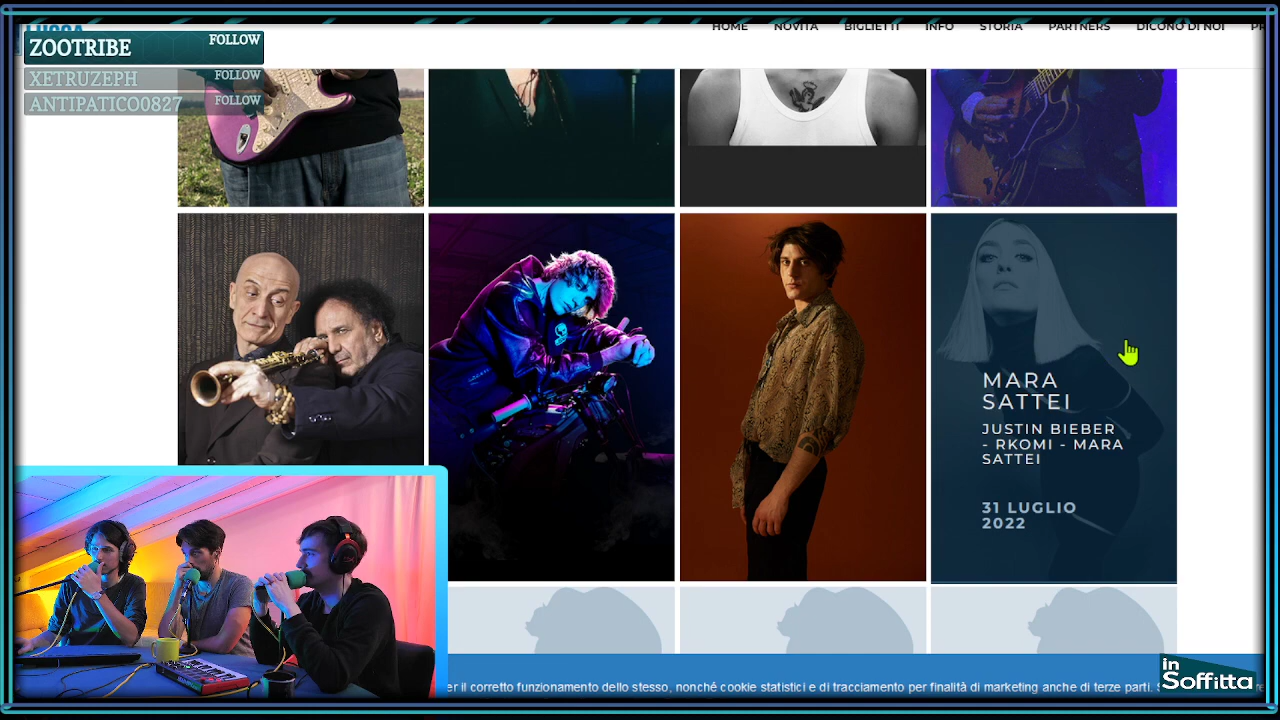 HOME NOVITÀ BIGLIETTI INFO STORIA PARTNERS DICONO DI NOI
ZOOTRIBE FOLLOW
XETRUZEPH FOLLOW
ANTIPATICO0827 FOLLOW
MARA
SATTEI
JUSTIN BIEBER
- RKOMI - MARA
SATTEI
31 LUGLIO
2022
il corretto funzionamento dello stesso, nonché cookie statistici e di tracciamento per finalità di marketing anche di terze parti.
in
Soffitta